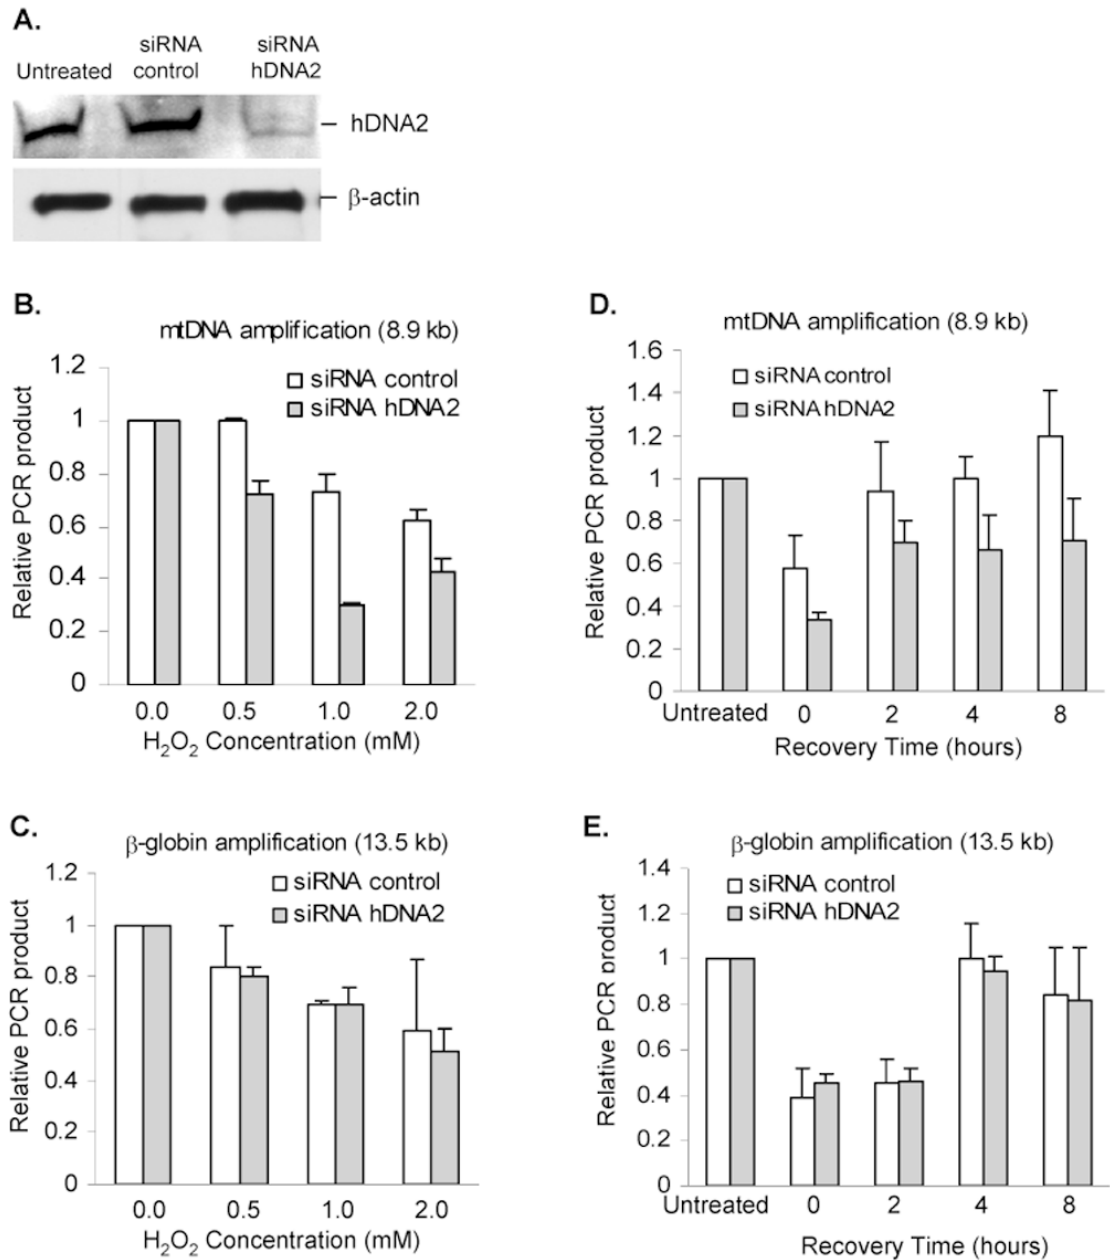 A.
Untreated
siRNA
control
siRNA
hDNA2
hDNA2
β-actin
B.
mtDNA amplification (8.9 kb)
siRNA control
siRNA hDNA2
Relative PCR product
1.2
1
0.8
0.6
0.4
0.2
0
0.0 0.5 1.0 2.0
H₂O₂ Concentration (mM)
C.
β-globin amplification (13.5 kb)
siRNA control
siRNA hDNA2
Relative PCR product
1.2
1
0.8
0.6
0.4
0.2
0
0.0 0.5 1.0 2.0
H₂O₂ Concentration (mM)
D.
mtDNA amplification (8.9 kb)
siRNA control
siRNA hDNA2
Relative PCR product
1.6
1.4
1.2
1
0.8
0.6
0.4
0.2
0
Untreated 0 2 4 8
Recovery Time (hours)
E.
β-globin amplification (13.5 kb)
siRNA control
siRNA hDNA2
Relative PCR product
1.4
1.2
1
0.8
0.6
0.4
0.2
0
Untreated 0 2 4 8
Recovery Time (hours)